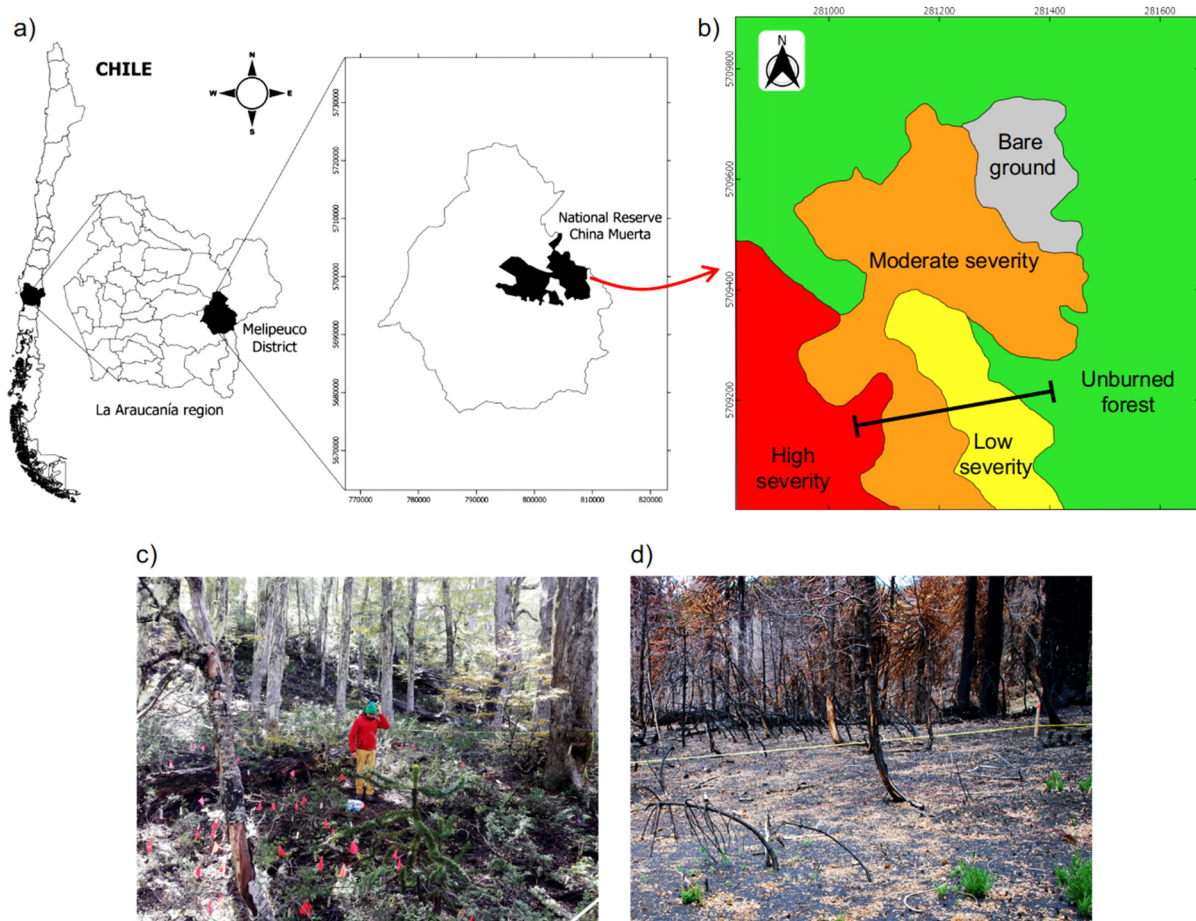 a)
CHILE
N
W
E
S
La Araucanía region
Melipeuco
District
5730000
5720000
5710000
5700000
5690000
5680000
5670000
770000
780000
790000
800000
810000
820000
National Reserve
China Muerta
b)
281000
281200
281400
281600
5709800
5709600
5709400
5709200
N
Bare
ground
Moderate severity
Unburned
forest
Low
severity
High
severity
c)
d)